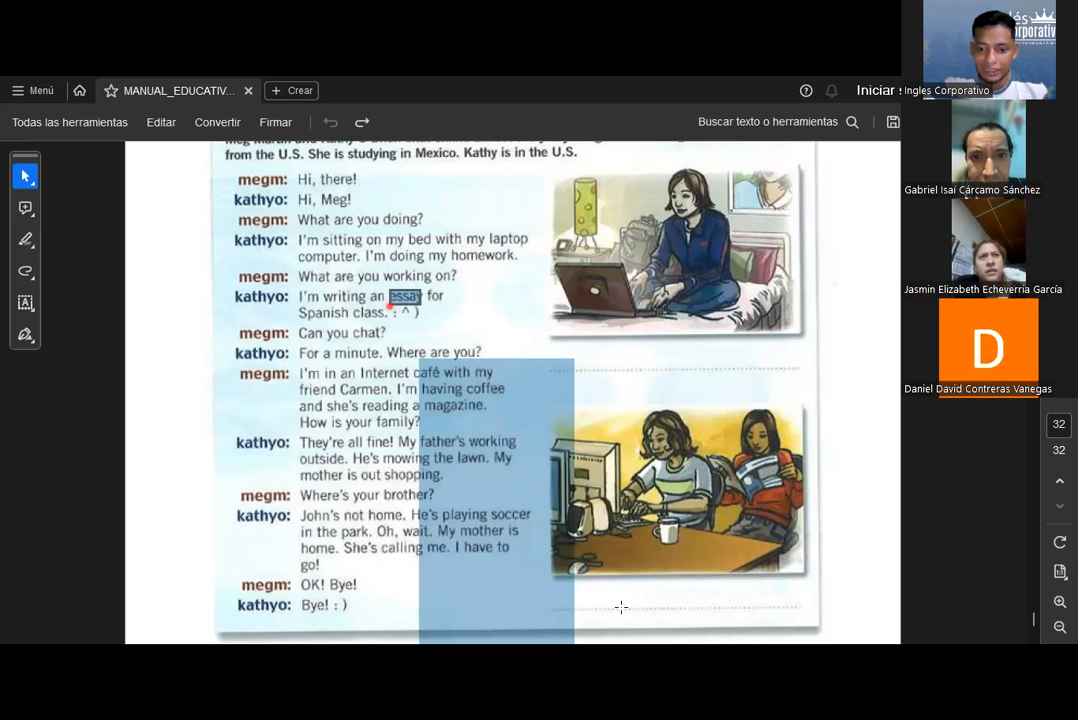 Menú
MANUAL_EDUCATIV...
Crear
Iniciar s
Todas las herramientas
Editar
Convertir
Firmar
Buscar texto o herramientas
from the U.S. She is studying in Mexico. Kathy is in the U.S.
megm: Hi, there!
kathyo: Hi, Meg!
megm: What are you doing?
kathyo: I'm sitting on my bed with my laptop
computer. I'm doing my homework.
megm: What are you working on?
kathyo: I'm writing an essay for
Spanish class. : ^ )
megm: Can you chat?
kathyo: For a minute. Where are you?
megm: I'm in an Internet café with my
friend Carmen. I'm having coffee
and she's reading a magazine.
How is your family?
kathyo: They're all fine! My father's working
outside. He's mowing the lawn. My
mother is out shopping.
megm: Where's your brother?
kathyo: John's not home. He's playing soccer
in the park. Oh, wait. My mother is
home. She's calling me. I have to
go!
megm: OK! Bye!
kathyo: Bye! : )
32
32
Ingles Corporativo
Gabriel Isaí Cárcamo Sánchez
Jasmin Elizabeth Echeverría García
D
Daniel David Contreras Vanegas